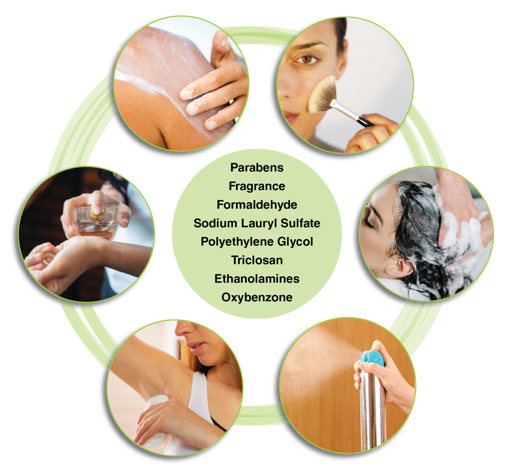 Parabens
Fragrance
Formaldehyde
Sodium Lauryl Sulfate
Polyethylene Glycol
Triclosan
Ethanolamines
Oxybenzone